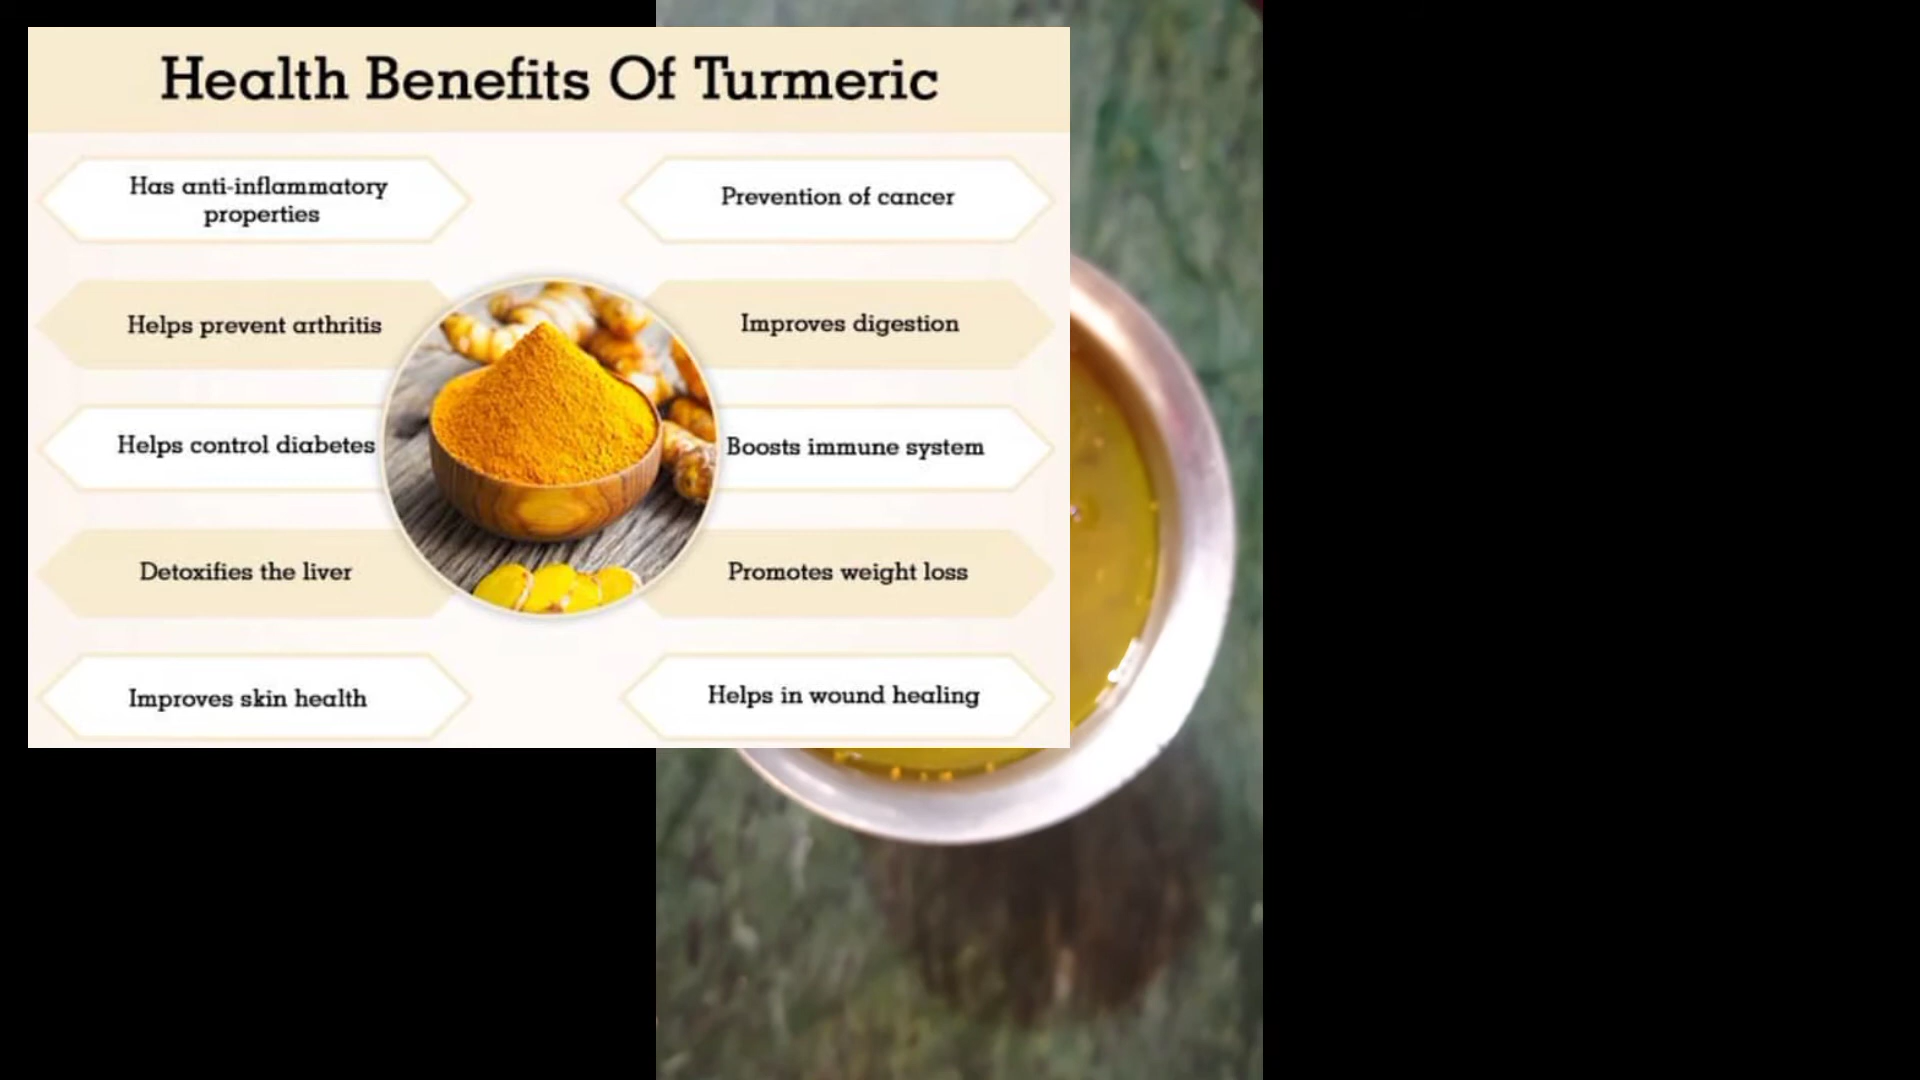 Health Benefits Of Turmeric
Has anti-inflammatory
properties
Prevention of cancer
Helps prevent arthritis
Improves digestion
Helps control diabetes
Boosts immune system
Detoxifies the liver
Promotes weight loss
Improves skin health
Helps in wound healing